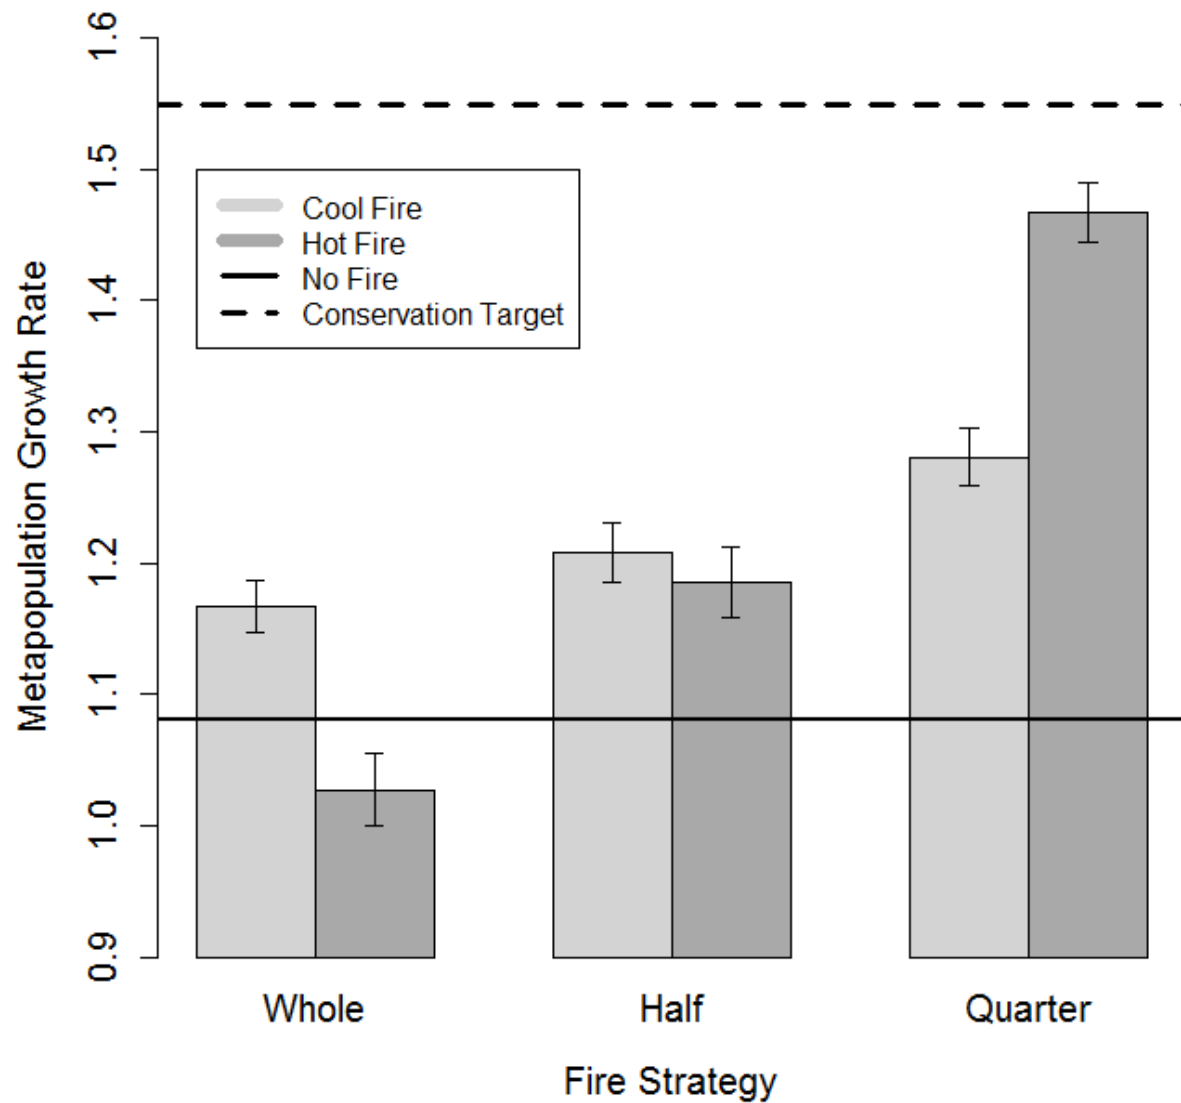 1.6
1.5
1.4
1.3
1.2
1.1
1.0
0.9
Metapopulation Growth Rate
Cool Fire
Hot Fire
No Fire
Conservation Target
Whole Half Quarter
Fire Strategy